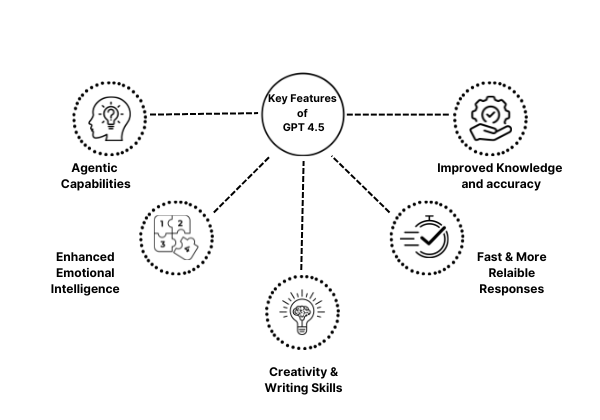 Key Features
of
GPT 4.5
Agentic
Capabilities
Improved Knowledge
and accuracy
1 2
3 4
Enhanced
Emotional
Intelligence
Fast & More
Relaible
Responses
Creativity &
Writing Skills